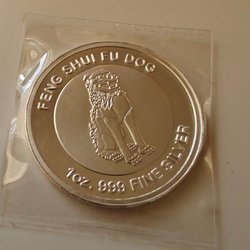 FENG SHUI FU DOG
1OZ. 999 FINE SILVER